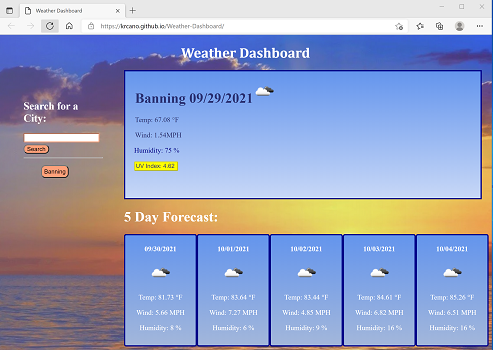 Weather Dashboard
https://krcano.github.io/Weather-Dashboard/
Weather Dashboard
Search for a
City:
Search
Banning
Banning 09/29/2021
Temp: 67.08 °F
Wind: 1.54MPH
Humidity: 75 %
UV Index: 4.62
5 Day Forecast:
09/30/2021
Temp: 81.73 °F
Wind: 5.66 MPH
Humidity: 8 %
10/01/2021
Temp: 83.64 °F
Wind: 7.27 MPH
Humidity: 6 %
10/02/2021
Temp: 83.44 °F
Wind: 4.85 MPH
Humidity: 9 %
10/03/2021
Temp: 84.61 °F
Wind: 6.82 MPH
Humidity: 16 %
10/04/2021
Temp: 85.26 °F
Wind: 6.51 MPH
Humidity: 16 %